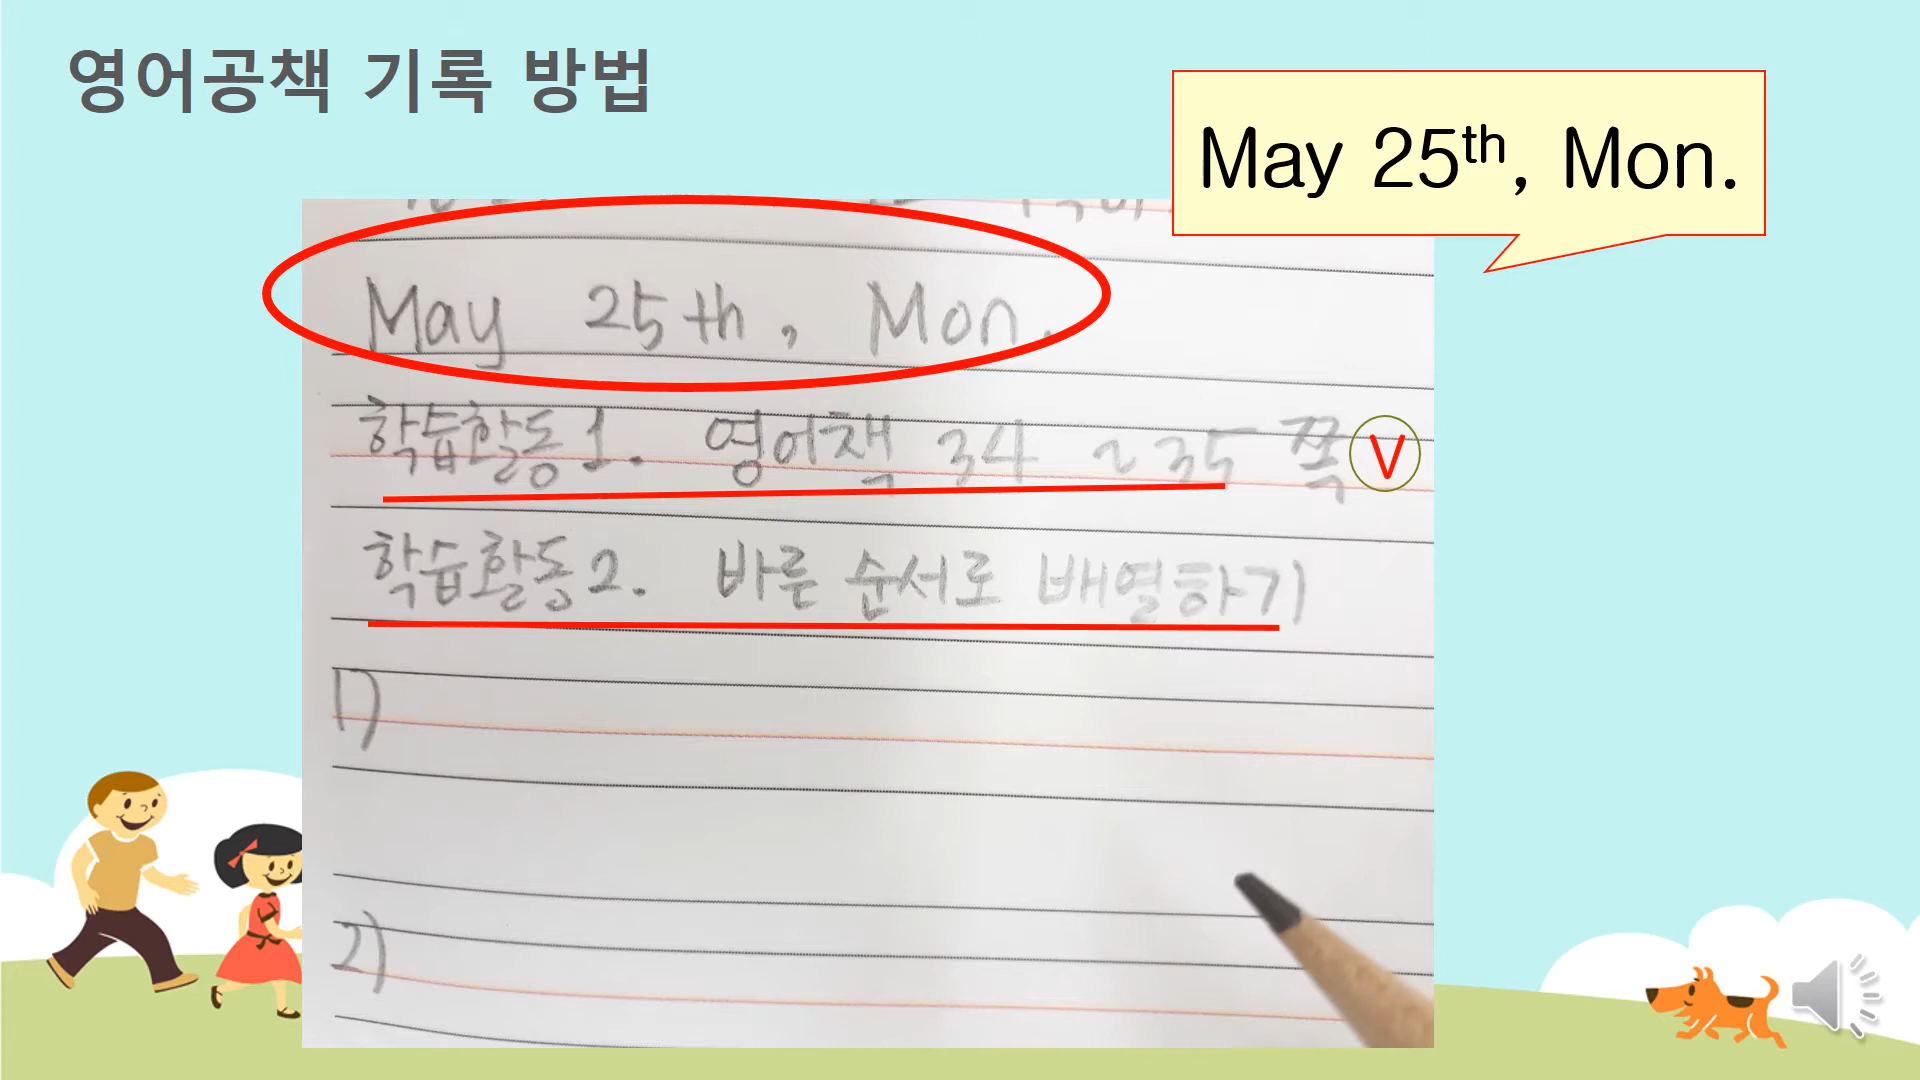 영어공책 기록 방법
May 25th, Mon.
May 25th, Mon.
학습활동1. 영어책 34 ~ 35 쪽 V
학습활동2. 바른 순서로 배열하기
1)
2)